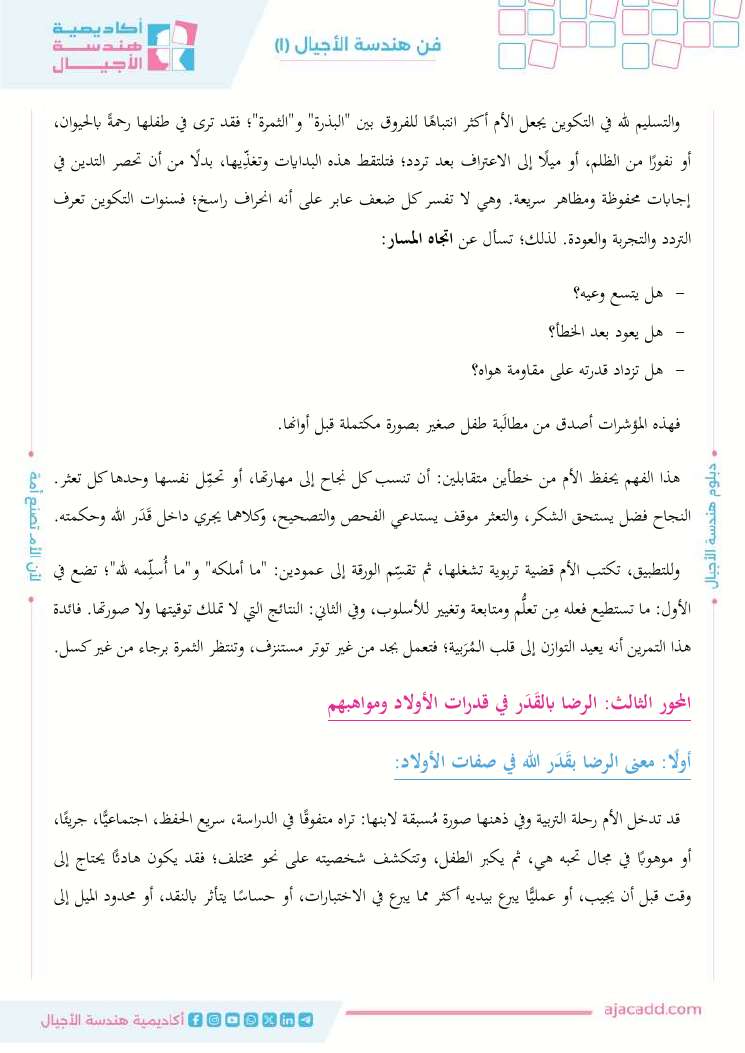 أكاديمية
هندسة
الأجيال
فن هندسة الأجيال (١)
والتسليم لله في التكوين يجعل الأم أكثر انتباهًا للفروق بين "البذرة" و"الثمرة"؛ فقد ترى في طفلها رحمةً بالحيوان،
أو نفورًا من الظلم، أو ميلًا إلى الاعتراف بعد تردد؛ فتلتقط هذه البدايات وتغذِّيها، بدلًا من أن تحصر التدين في
إجابات محفوظة ومظاهر سريعة. وهي لا تفسر كل ضعف عابر على أنه انحراف راسخ؛ فسنوات التكوين تعرف
التردد والتجربة والعودة. لذلك؛ تسأل عن اتجاه المسار:
- هل يتسع وعيه؟
- هل يعود بعد الخطأ؟
- هل تزداد قدرته على مقاومة هواه؟
فهذه المؤشرات أصدق من مطالَبة طفل صغير بصورة مكتملة قبل أوانها.
هذا الفهم يحفظ الأم من خطأين متقابلين: أن تنسب كل نجاح إلى مهارتها، أو تحمِّل نفسها وحدها كل تعثر.
النجاح فضل يستحق الشكر، والتعثر موقف يستدعي الفحص والتصحيح، وكلاهما يجري داخل قَدَر الله وحكمته.
وللتطبيق، تكتب الأم قضية تربوية تشغلها، ثم تقسِّم الورقة إلى عمودين: "ما أملكه" و"ما أُسلِّمه لله"؛ تضع في
الأول: ما تستطيع فعله مِن تعلُّم ومتابعة وتغيير للأسلوب، وفي الثاني: النتائج التي لا تملك توقيتها ولا صورتها. فائدة
هذا التمرين أنه يعيد التوازن إلى قلب المُرَبية؛ فتعمل بجد من غير توتر مستنزف، وتنتظر الثمرة برجاء من غير كسل.
المحور الثالث: الرضا بالقَدَر في قدرات الأولاد ومواهبهم
أولًا: معنى الرضا بقَدَر الله في صفات الأولاد:
قد تدخل الأم رحلة التربية وفي ذهنها صورة مُسبقة لابنها: تراه متفوقًا في الدراسة، سريع الحفظ، اجتماعيًّا، جريئًا،
أو موهوبًا في مجال تحبه هي، ثم يكبر الطفل، وتتكشف شخصيته على نحو مختلف؛ فقد يكون هادئًا يحتاج إلى
وقت قبل أن يجيب، أو عمليًّا يبرع بيديه أكثر مما يبرع في الاختبارات، أو حساسًا يتأثر بالنقد، أو محدود الميل إلى
دبلوم هندسة الأجيال
لأن الأم تصنع أمة
ajacadd.com
أكاديمية هندسة الأجيال